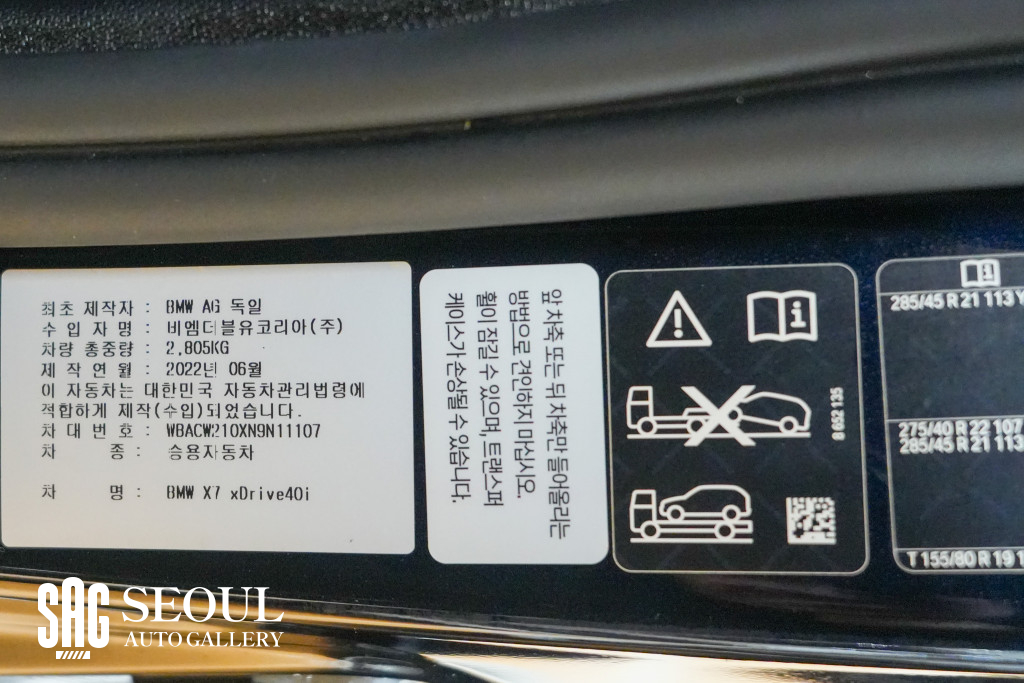 최초 제작자 : BMW AG 독일
수 입 자 명 : 비엠더블유코리아(주)
차량 총중량 : 2,805KG
제 작 연 월 : 2022년 06월
이 자동차는 대한민국 자동차관리법령에
적합하게 제작(수입)되었습니다.
차 대 번 호 : WBACW210XN9N11107
차 종 : 승용자동차
차 명 : BMW X7 xDrive40i
앞 차축 또는 뒤 차축만 들어올리는
방법으로 견인하지 마십시오.
휠이 잠길 수 있으며, 트랜스퍼
케이스가 손상될 수 있습니다.
8 652 135
285/45 R 21 113 Y
275/40 R 22 107
285/45 R 21 113
T 155/80 R 19 1
SAG SEOUL
AUTO GALLERY